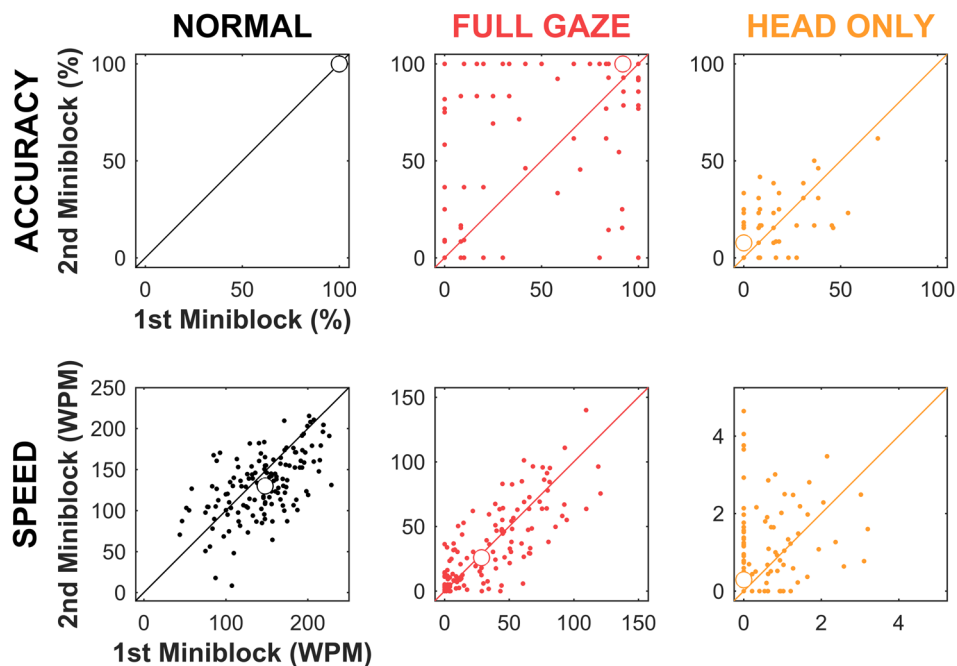 NORMAL FULL GAZE HEAD ONLY
ACCURACY
2nd Miniblock (%)
100
50
0
0 50 100
1st Miniblock (%)
100
50
0
0 50 100
100
50
0
0 50 100
SPEED
2nd Miniblock (WPM)
250
200
150
100
50
0
0 100 200
1st Miniblock (WPM)
150
100
50
0
0 50 100 150
4
2
0
0 2 4